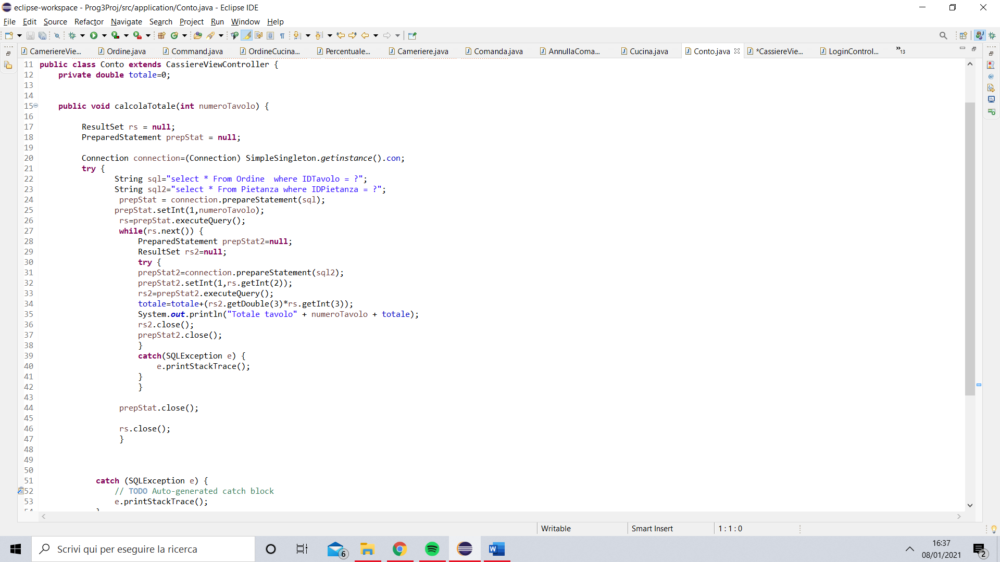 eclipse-workspace - Prog3Proj/src/application/Conto.java - Eclipse IDE
File Edit Source Refactor Navigate Search Project Run Window Help
CameriereVie... Ordine.java Command.java OrdineCucina... Percentuale... Cameriere.java Comanda.java AnnullaComa... Cucina.java Conto.java *CassiereVie... LoginControl... »13
11 public class Conto extends CassiereViewController {
12 private double totale=0;
13
14
15 public void calcolaTotale(int numeroTavolo) {
16
17 ResultSet rs = null;
18 PreparedStatement prepStat = null;
19
20 Connection connection=(Connection) SimpleSingleton.getinstance().con;
21 try {
22 String sql="select * From Ordine  where IDTavolo = ?";
23 String sql2="select * From Pietanza where IDPietanza = ?";
24 prepStat = connection.prepareStatement(sql);
25 prepStat.setInt(1,numeroTavolo);
26 rs=prepStat.executeQuery();
27 while(rs.next()) {
28 PreparedStatement prepStat2=null;
29 ResultSet rs2=null;
30 try {
31 prepStat2=connection.prepareStatement(sql2);
32 prepStat2.setInt(1,rs.getInt(2));
33 rs2=prepStat2.executeQuery();
34 totale=totale+(rs2.getDouble(3)*rs.getInt(3));
35 System.out.println("Totale tavolo" + numeroTavolo + totale);
36 rs2.close();
37 prepStat2.close();
38 }
39 catch(SQLException e) {
40 e.printStackTrace();
41 }
42 }
43
44 prepStat.close();
45
46 rs.close();
47 }
48
49
50
51 catch (SQLException e) {
52 // TODO Auto-generated catch block
53 e.printStackTrace();
Writable Smart Insert 1 : 1 : 0
Scrivi qui per eseguire la ricerca
6
16:37
08/01/2021
2